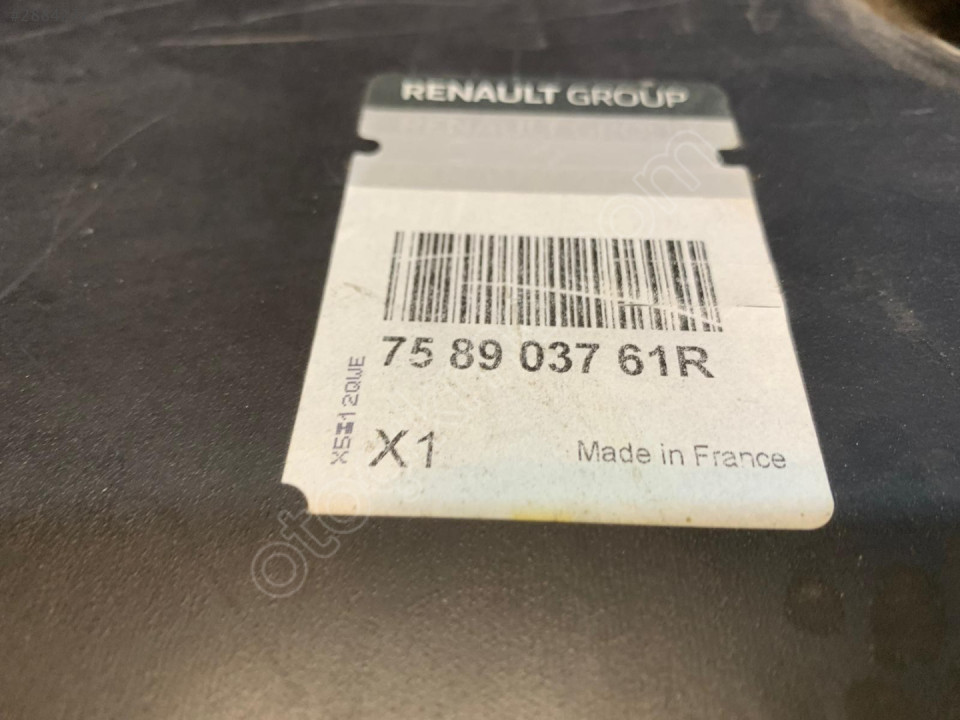 RENAULT GROUP
75 89 037 61R
X1
Made in France